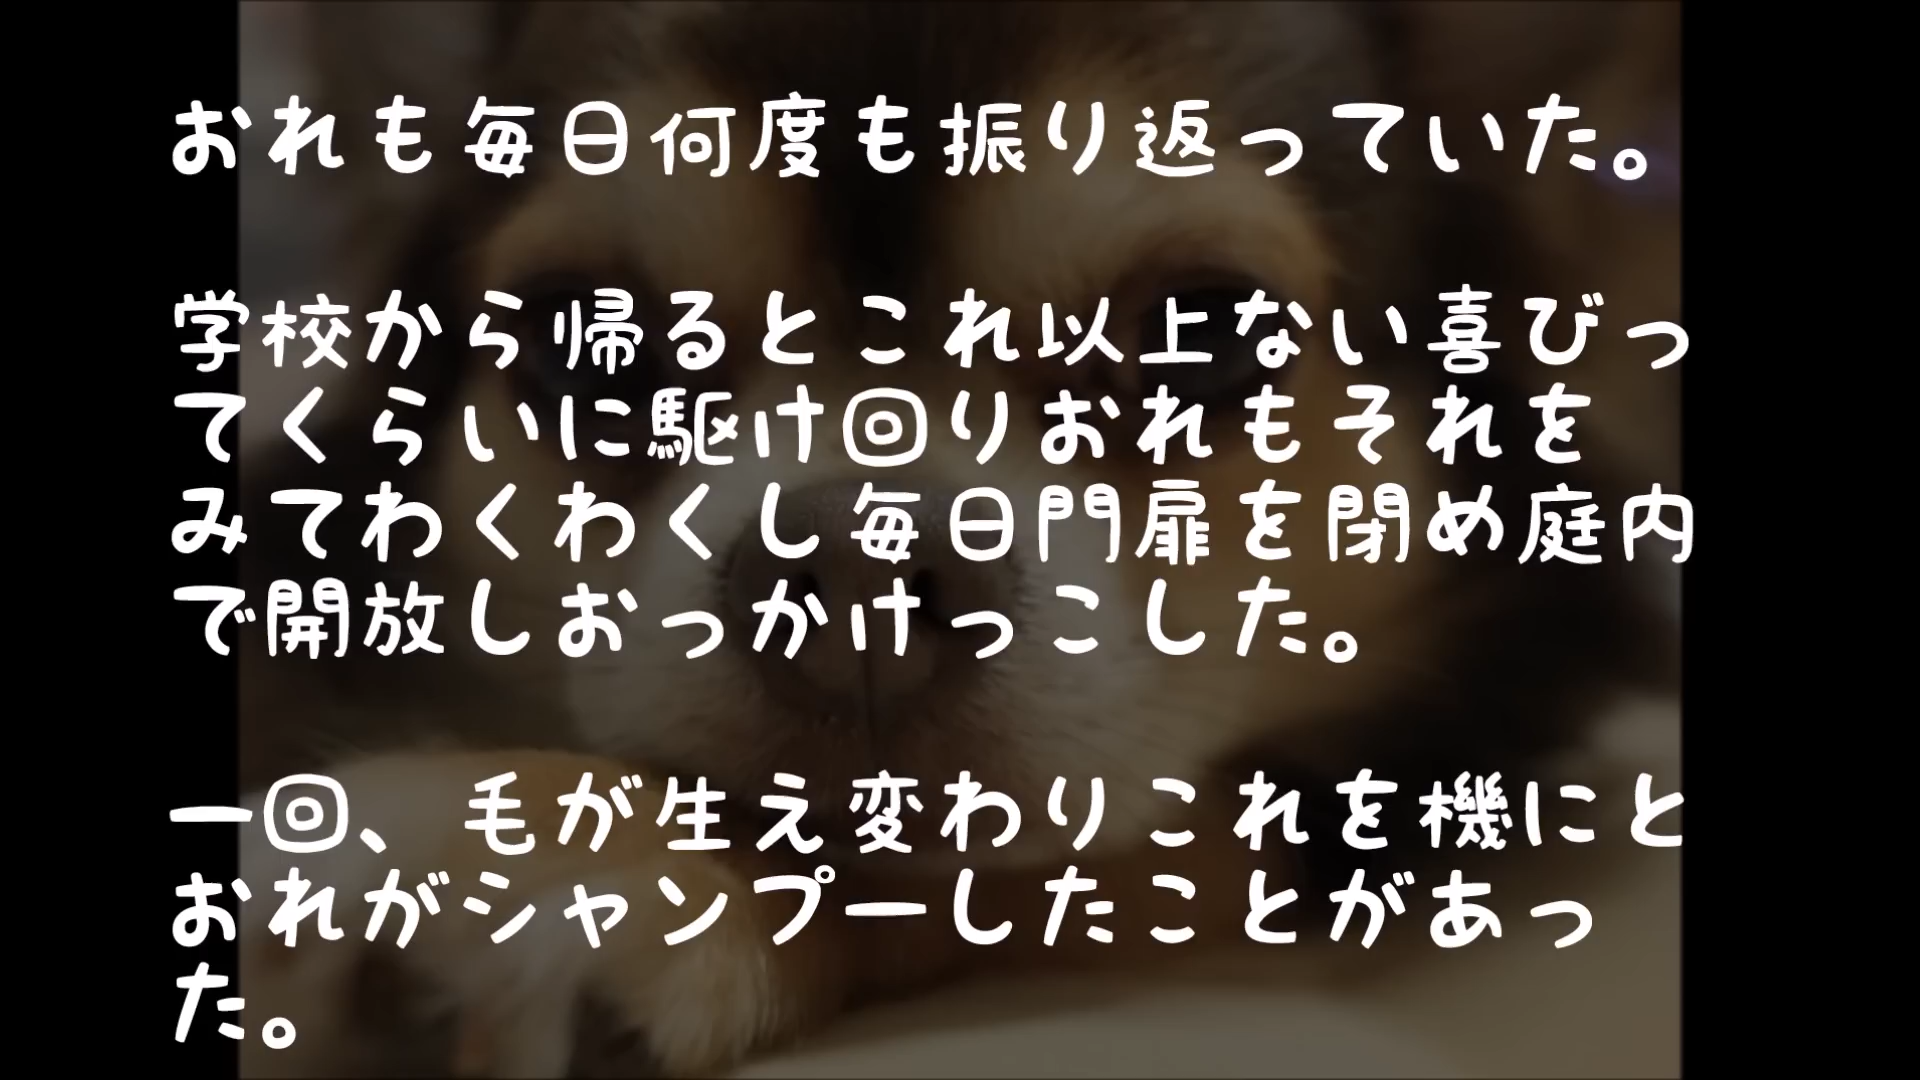 おれも毎日何度も振り返っていた。
学校から帰るとこれ以上ない喜びっ
てくらいに駆け回りおれもそれを
みてわくわくし毎日門扉を閉め庭内
で開放しおっかけっこした。
一回、毛が生え変わりこれを機にと
おれがシャンプーしたことがあっ
た。